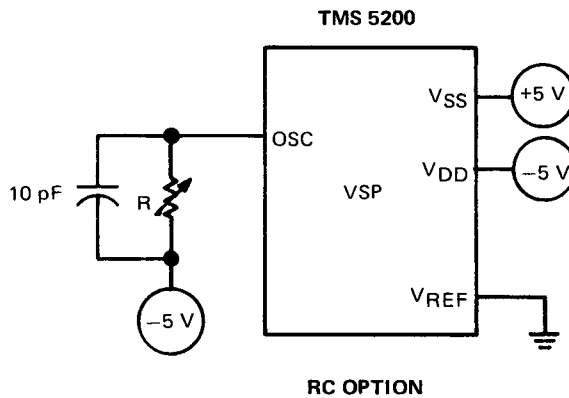 TMS 5200
VSS
+5 V
OSC
10 pF
R
VSP
VDD
−5 V
−5 V
VREF
RC OPTION